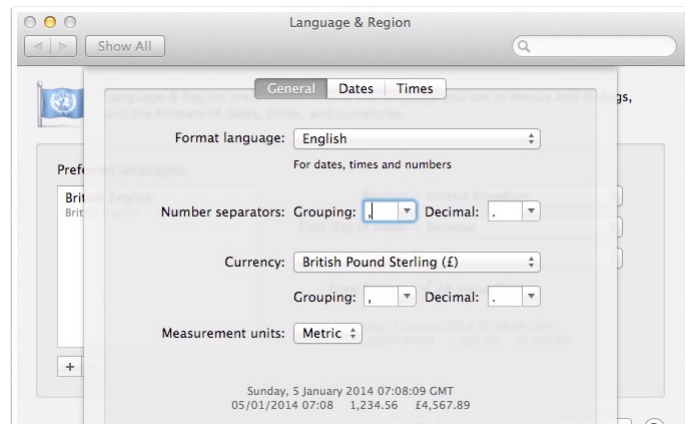 Language & Region
Show All
General Dates Times
Format language: English
For dates, times and numbers
Number separators: Grouping: , Decimal: .
Currency: British Pound Sterling (£)
Grouping: , Decimal: .
Measurement units: Metric
Sunday, 5 January 2014 07:08:09 GMT
05/01/2014 07:08 1,234.56 £4,567.89